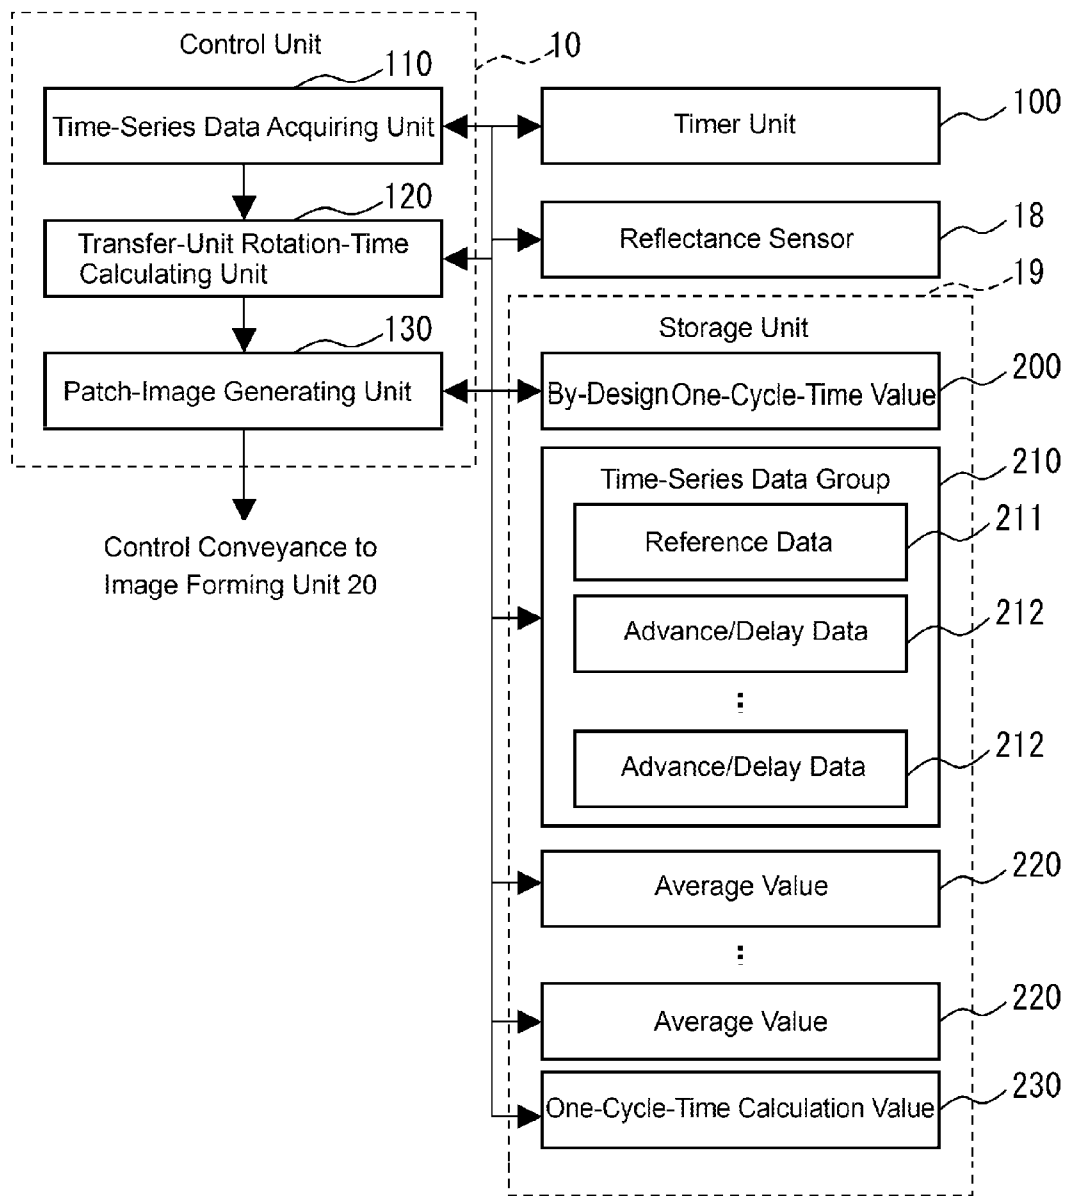 Control Unit
10
110
Time-Series Data Acquiring Unit
120
Transfer-Unit Rotation-Time
Calculating Unit
130
Patch-Image Generating Unit
Control Conveyance to
Image Forming Unit 20
100
Timer Unit
18
Reflectance Sensor
19
Storage Unit
200
By-Design One-Cycle-Time Value
210
Time-Series Data Group
211
Reference Data
212
Advance/Delay Data
212
Advance/Delay Data
220
Average Value
220
Average Value
230
One-Cycle-Time Calculation Value